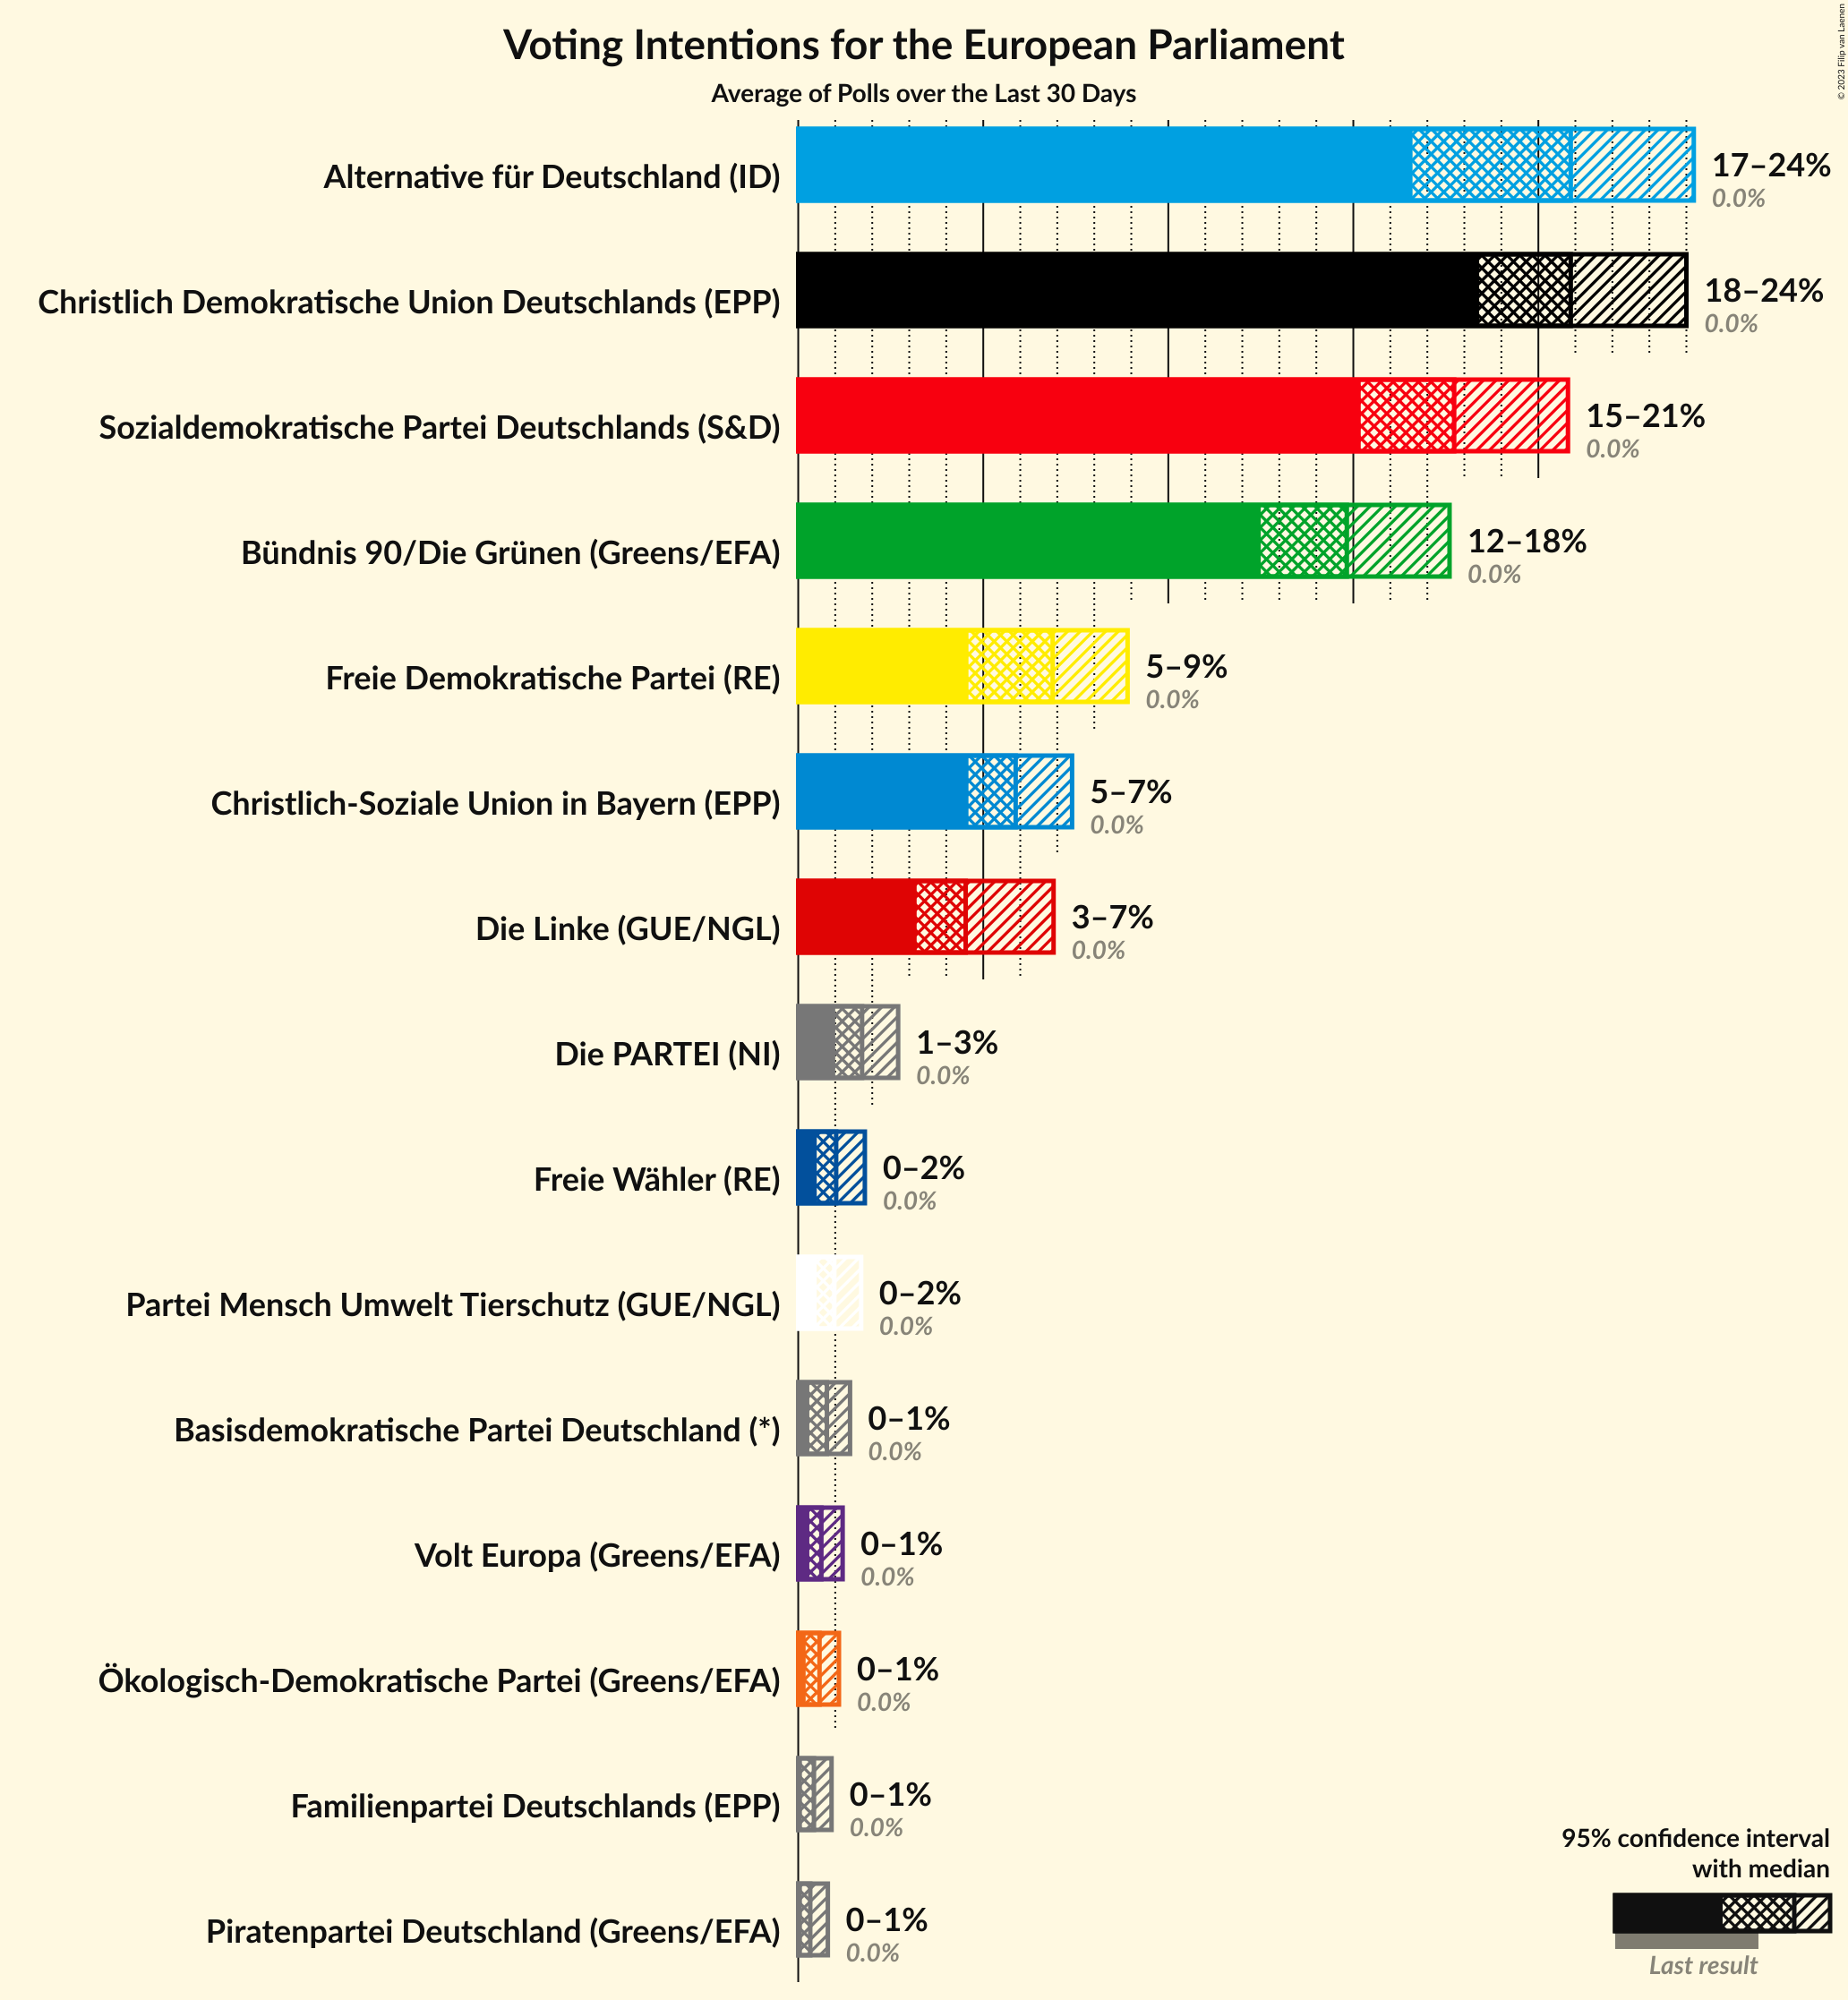 Voting Intentions for the European Parliament
Average of Polls over the Last 30 Days
© 2023 Filip van Laenen
Alternative für Deutschland (ID)
17–24%
0.0%
Christlich Demokratische Union Deutschlands (EPP)
18–24%
0.0%
Sozialdemokratische Partei Deutschlands (S&D)
15–21%
0.0%
Bündnis 90/Die Grünen (Greens/EFA)
12–18%
0.0%
Freie Demokratische Partei (RE)
5–9%
0.0%
Christlich-Soziale Union in Bayern (EPP)
5–7%
0.0%
Die Linke (GUE/NGL)
3–7%
0.0%
Die PARTEI (NI)
1–3%
0.0%
Freie Wähler (RE)
0–2%
0.0%
Partei Mensch Umwelt Tierschutz (GUE/NGL)
0–2%
0.0%
Basisdemokratische Partei Deutschland (*)
0–1%
0.0%
Volt Europa (Greens/EFA)
0–1%
0.0%
Ökologisch-Demokratische Partei (Greens/EFA)
0–1%
0.0%
Familienpartei Deutschlands (EPP)
0–1%
0.0%
Piratenpartei Deutschland (Greens/EFA)
0–1%
0.0%
95% confidence interval
with median
Last result